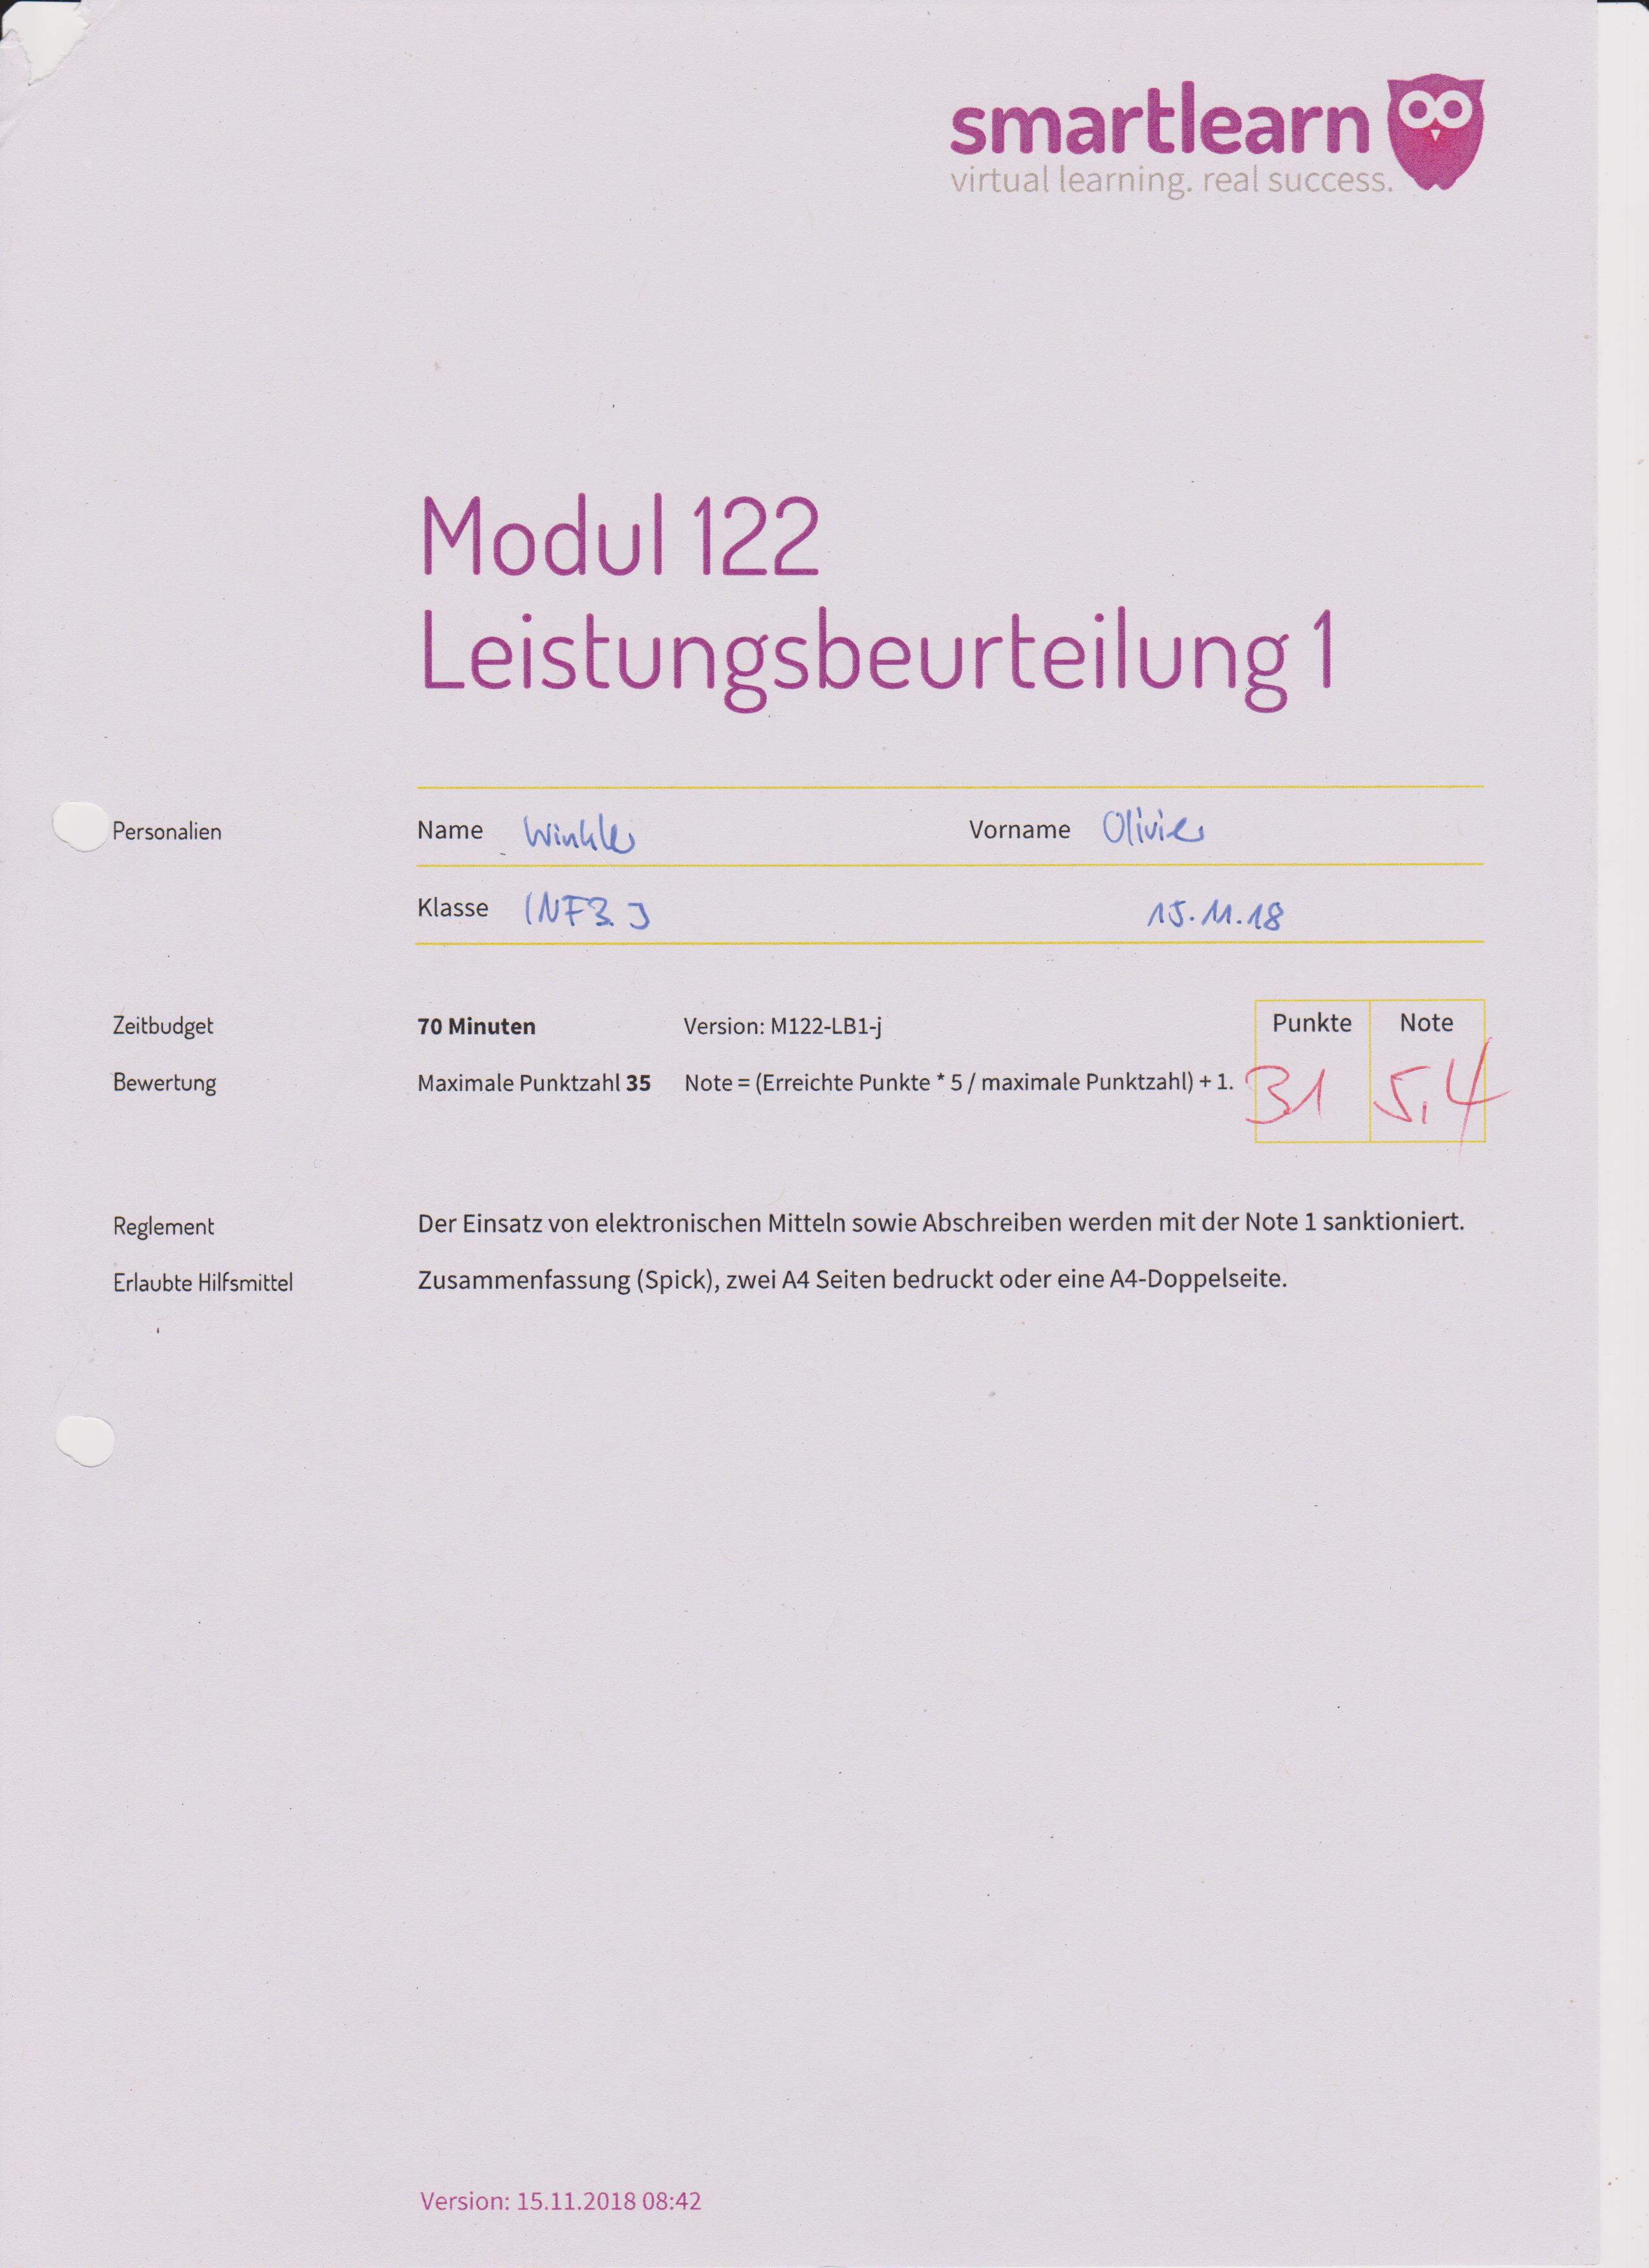 smartlearn
virtual learning. real success.
Modul 122
Leistungsbeurteilung 1
Personalien Name Winkler Vorname Olivier
Klasse INF3.J 15.11.18
Zeitbudget 70 Minuten Version: M122-LB1-j Punkte Note
Bewertung Maximale Punktzahl 35 Note = (Erreichte Punkte * 5 / maximale Punktzahl) + 1. 31 5,4
Reglement Der Einsatz von elektronischen Mitteln sowie Abschreiben werden mit der Note 1 sanktioniert.
Erlaubte Hilfsmittel Zusammenfassung (Spick), zwei A4 Seiten bedruckt oder eine A4-Doppelseite.
Version: 15.11.2018 08:42